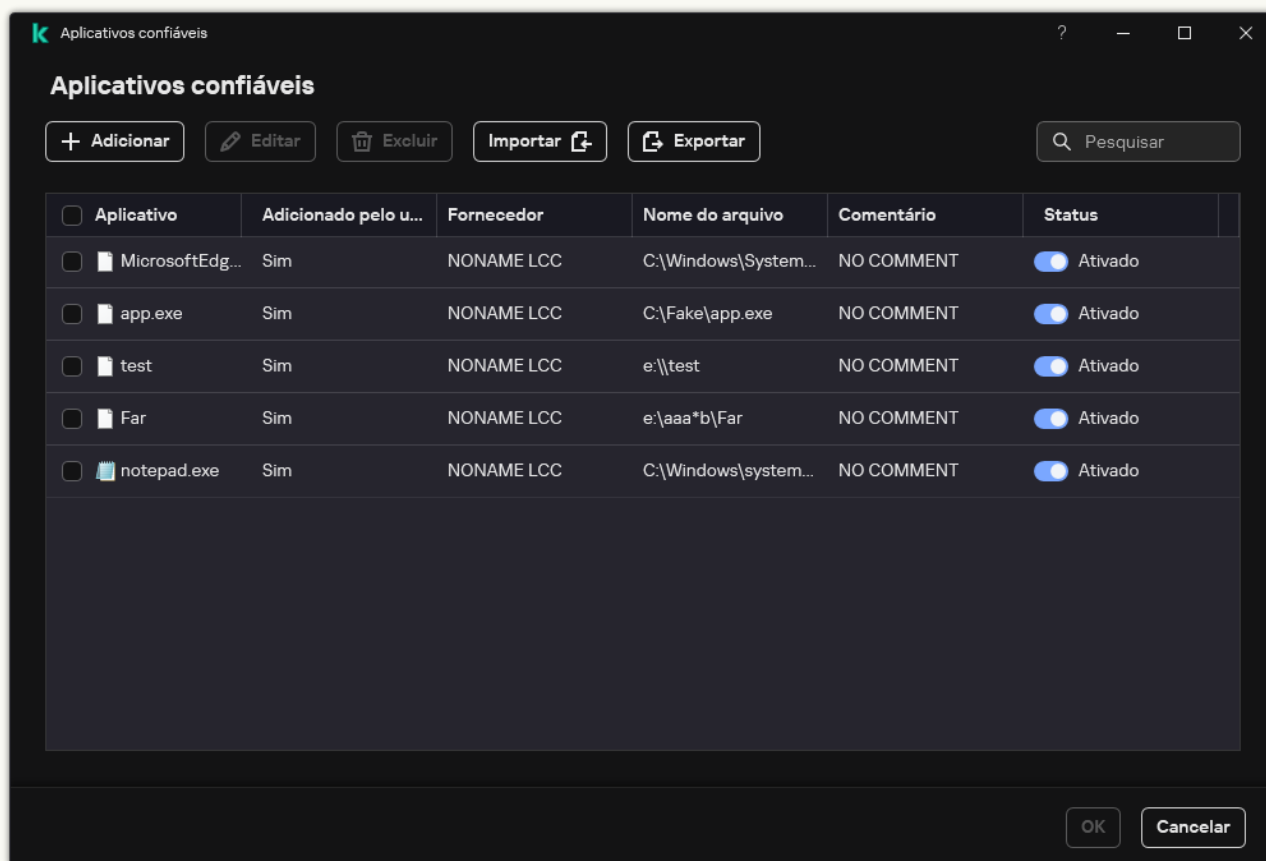 Aplicativos confiáveis
?
Aplicativos confiáveis
Adicionar Editar Excluir Importar Exportar Pesquisar
Aplicativo Adicionado pelo u... Fornecedor Nome do arquivo Comentário Status
MicrosoftEdg... Sim NONAME LCC C:\Windows\System... NO COMMENT Ativado
app.exe Sim NONAME LCC C:\Fake\app.exe NO COMMENT Ativado
test Sim NONAME LCC e:\\test NO COMMENT Ativado
Far Sim NONAME LCC e:\aaa*b\Far NO COMMENT Ativado
notepad.exe Sim NONAME LCC C:\Windows\system... NO COMMENT Ativado
OK Cancelar